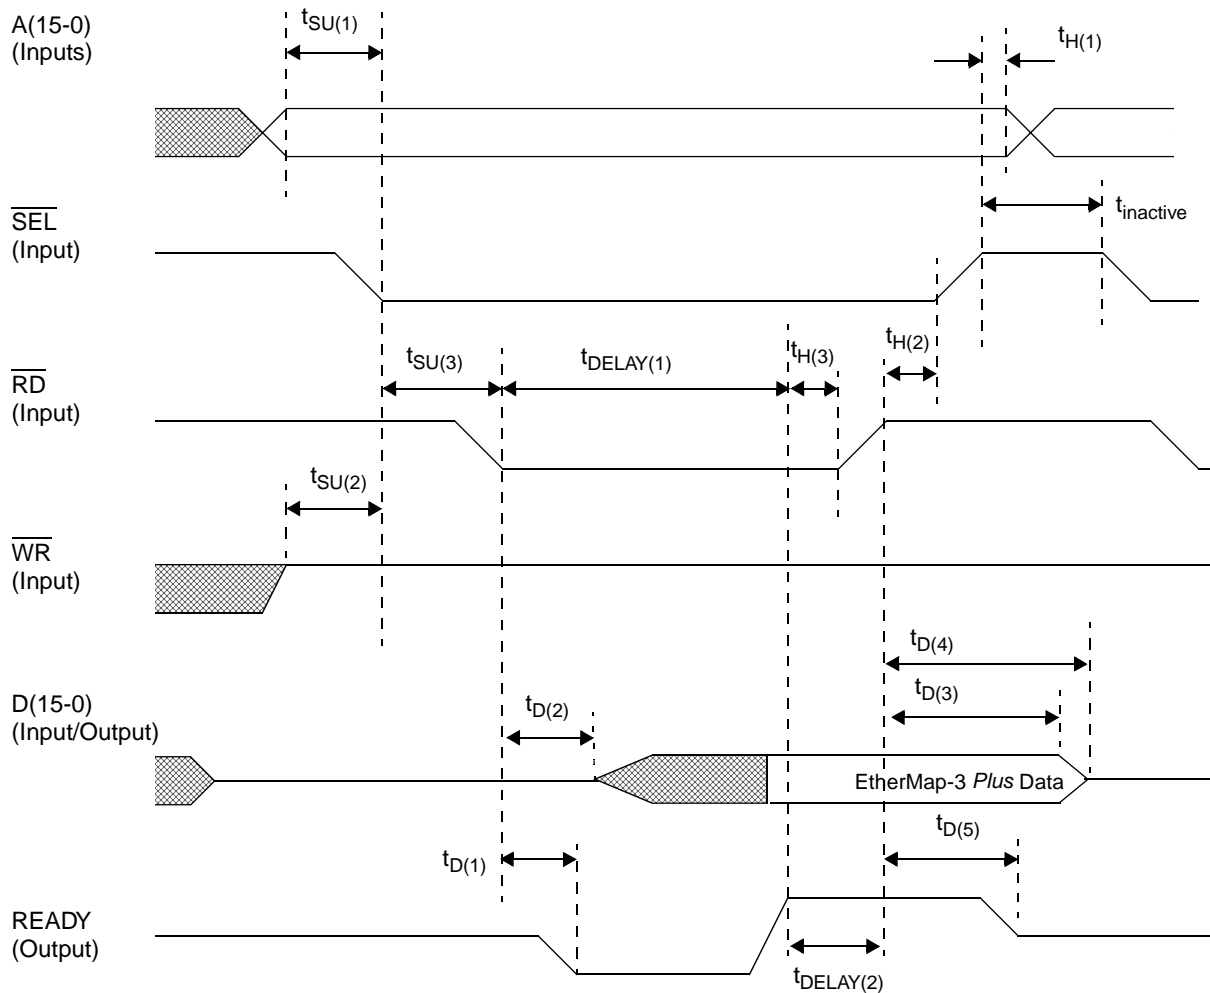 A(15-0)
(Inputs)
tSU(1)
tH(1)
tinactive
SEL
(Input)
tSU(3)
tDELAY(1)
tH(3)
tH(2)
RD
(Input)
tSU(2)
WR
(Input)
tD(4)
tD(3)
D(15-0)
(Input/Output)
tD(2)
EtherMap-3 Plus Data
tD(5)
tD(1)
READY
(Output)
tDELAY(2)